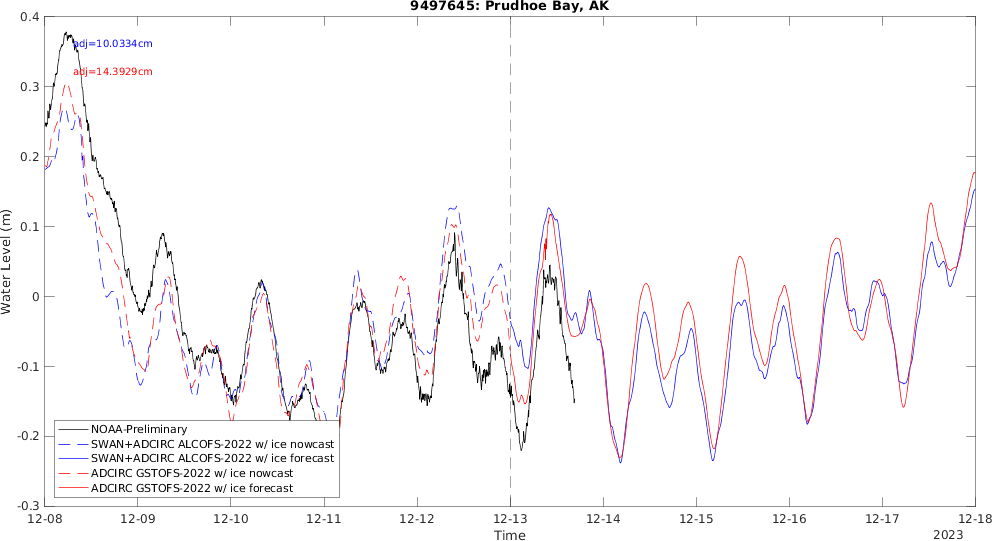 9497645: Prudhoe Bay, AK
adj=10.0334cm
adj=14.3929cm
Water Level (m)
0.4
0.3
0.2
0.1
0
-0.1
-0.2
-0.3
NOAA-Preliminary
SWAN+ADCIRC ALCOFS-2022 w/ ice nowcast
SWAN+ADCIRC ALCOFS-2022 w/ ice forecast
ADCIRC GSTOFS-2022 w/ ice nowcast
ADCIRC GSTOFS-2022 w/ ice forecast
12-08 12-09 12-10 12-11 12-12 12-13 12-14 12-15 12-16 12-17 12-18
Time
2023